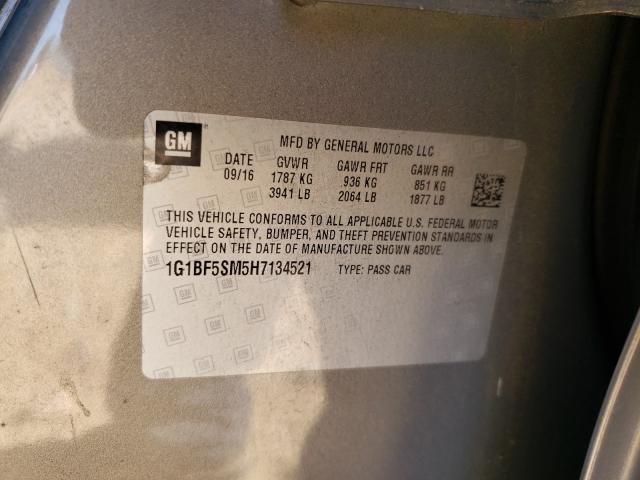 GM
MFD BY GENERAL MOTORS LLC
DATE GVWR GAWR FRT GAWR RR
09/16 1787 KG .936 KG 851 KG
3941 LB 2064 LB 1877 LB
THIS VEHICLE CONFORMS TO ALL APPLICABLE U.S. FEDERAL MOTOR
VEHICLE SAFETY, BUMPER, AND THEFT PREVENTION STANDARDS IN
EFFECT ON THE DATE OF MANUFACTURE SHOWN ABOVE.
1G1BF5SM5H7134521 TYPE: PASS CAR